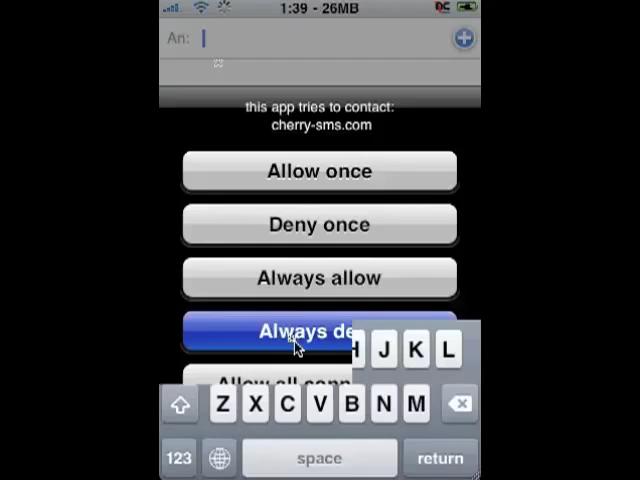 1:39 - 26MB
An:
this app tries to contact:
cherry-sms.com
Allow once
Deny once
Always allow
Always de
J K L
Allow all conn
Z X C V B N M
123 space return